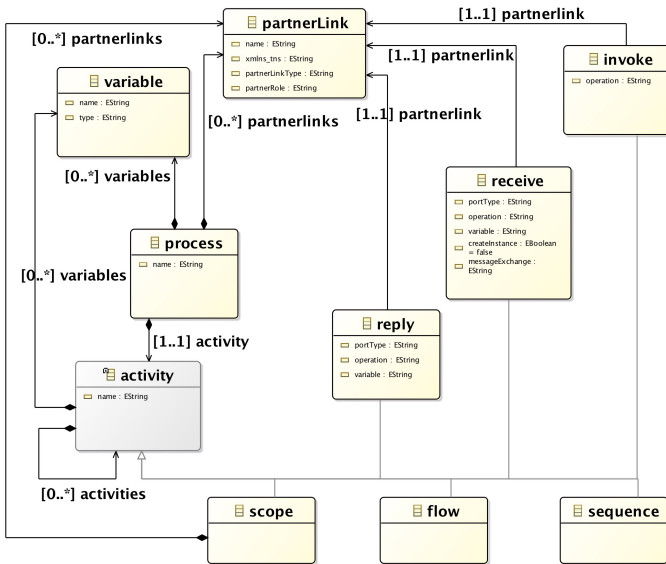 partnerLink
name : EString
xmlns_tns : EString
partnerLinkType : EString
partnerRole : EString
[1..1] partnerlink
[0..*] partnerlinks
[1..1] partnerlink
invoke
operation : EString
variable
name : EString
type : EString
[0..*] partnerlinks
[1..1] partnerlink
[0..*] variables
receive
portType : EString
operation : EString
variable : EString
createInstance : EBoolean
= false
messageExchange :
EString
process
name : EString
[0..*] variables
reply
portType : EString
operation : EString
variable : EString
[1..1] activity
activity
name : EString
[0..*] activities
scope
flow
sequence